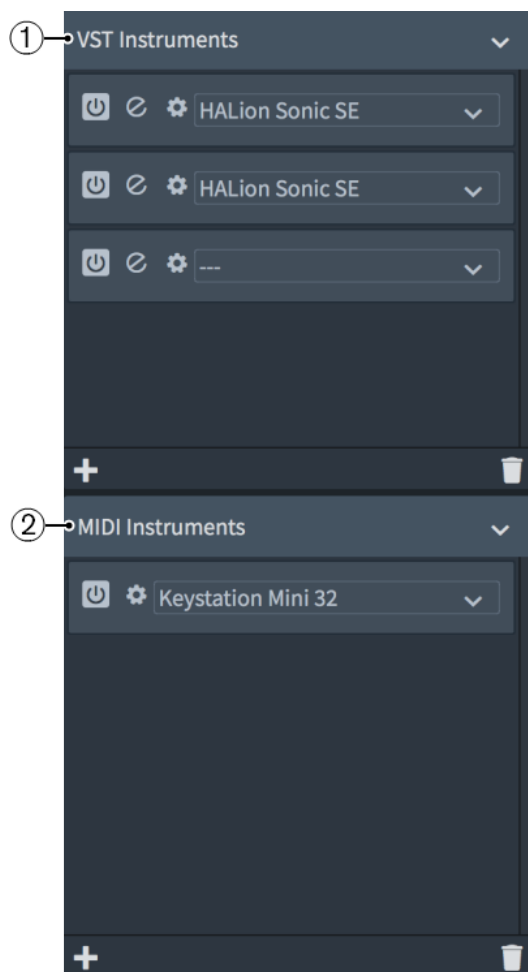 1 VST Instruments
HALion Sonic SE
HALion Sonic SE
---
2 MIDI Instruments
Keystation Mini 32